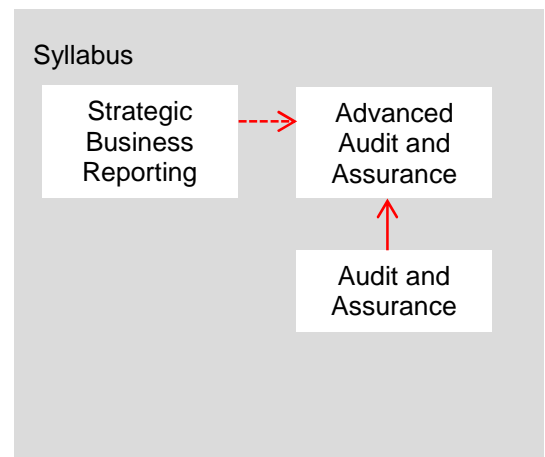 Syllabus
Strategic
Business
Reporting
Advanced
Audit and
Assurance
Audit and
Assurance